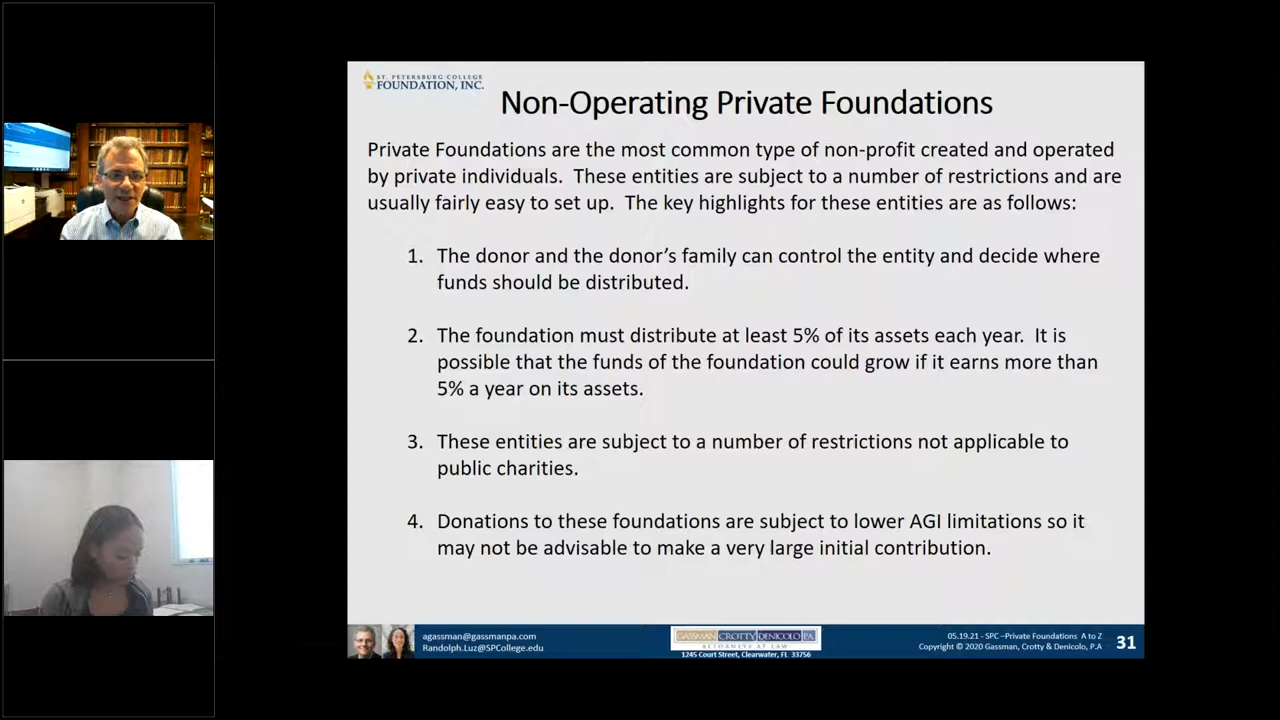 ST. PETERSBURG COLLEGE
FOUNDATION, INC.
Non-Operating Private Foundations
Private Foundations are the most common type of non-profit created and operated
by private individuals. These entities are subject to a number of restrictions and are
usually fairly easy to set up. The key highlights for these entities are as follows:
1. The donor and the donor's family can control the entity and decide where
funds should be distributed.
2. The foundation must distribute at least 5% of its assets each year. It is
possible that the funds of the foundation could grow if it earns more than
5% a year on its assets.
3. These entities are subject to a number of restrictions not applicable to
public charities.
4. Donations to these foundations are subject to lower AGI limitations so it
may not be advisable to make a very large initial contribution.
agassman@gassmanpa.com
Randolph.Luz@SPCollege.edu
GASSMAN CROTTY DENICOLO, PA
ATTORNEYS AT LAW
1245 Court Street, Clearwater, FL 33756
05.19.21 - SPC –Private Foundations A to Z
Copyright © 2020 Gassman, Crotty & Denicolo, P.A
31